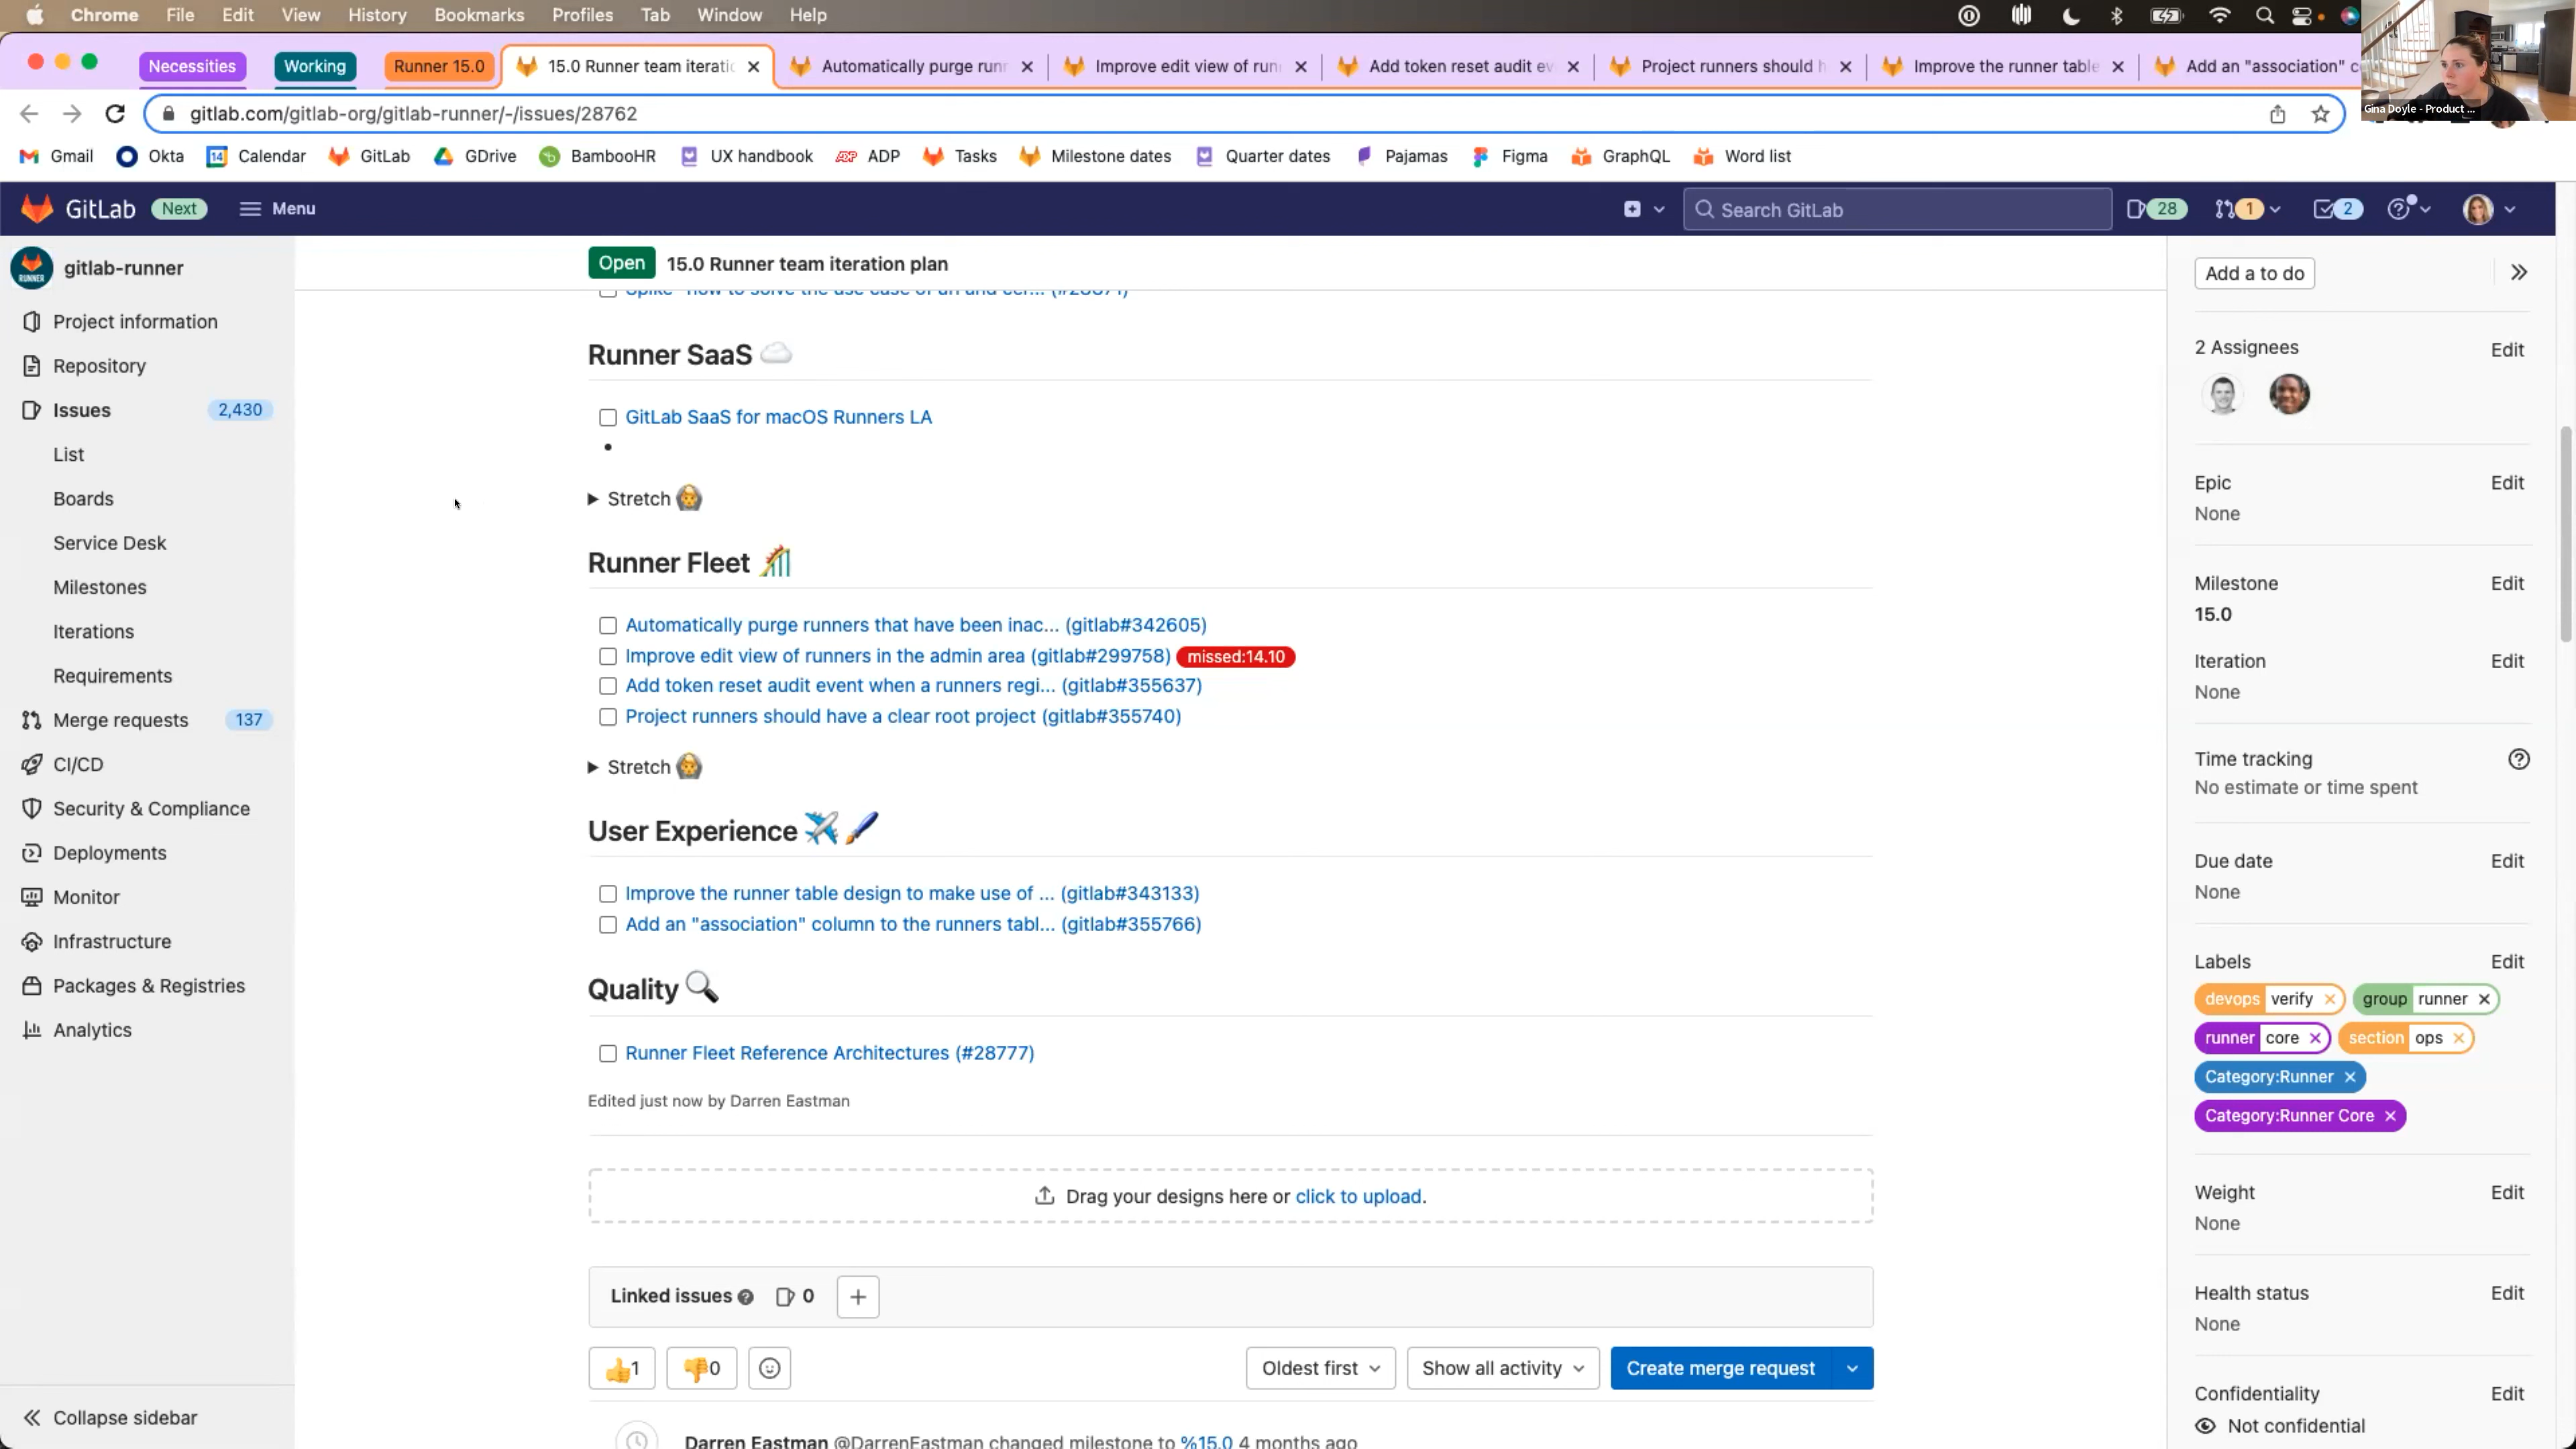 Chrome File Edit View History Bookmarks Profiles Tab Window Help
Necessities Working Runner 15.0 15.0 Runner team iteratio Automatically purge runn Improve edit view of run Add token reset audit ev Project runners should h Improve the runner table Add an "association" c
gitlab.com/gitlab-org/gitlab-runner/-/issues/28762
Gina Doyle - Product ...
Gmail Okta 14 Calendar GitLab GDrive BambooHR UX handbook ADP ADP Tasks Milestone dates Quarter dates Pajamas Figma GraphQL Word list
GitLab Next Menu Search GitLab 28 1 2
RUNNER gitlab-runner
Project information
Repository
Issues 2,430
List
Boards
Service Desk
Milestones
Iterations
Requirements
Merge requests 137
CI/CD
Security & Compliance
Deployments
Monitor
Infrastructure
Packages & Registries
Analytics
Collapse sidebar
Open 15.0 Runner team iteration plan
Runner SaaS ☁️
GitLab SaaS for macOS Runners LA
•
▶ Stretch 🙆
Runner Fleet 🎢
Automatically purge runners that have been inac... (gitlab#342605)
Improve edit view of runners in the admin area (gitlab#299758) missed:14.10
Add token reset audit event when a runners regi... (gitlab#355637)
Project runners should have a clear root project (gitlab#355740)
▶ Stretch 🙆
User Experience ✈️🖌️
Improve the runner table design to make use of ... (gitlab#343133)
Add an "association" column to the runners tabl... (gitlab#355766)
Quality 🔍
Runner Fleet Reference Architectures (#28777)
Edited just now by Darren Eastman
Drag your designs here or click to upload.
Linked issues 0 +
👍1 👎0 Oldest first Show all activity Create merge request
Darren Eastman @DarrenEastman changed milestone to %15.0 4 months ago
Add a to do
2 Assignees Edit
Epic Edit
None
Milestone Edit
15.0
Iteration Edit
None
Time tracking
No estimate or time spent
Due date Edit
None
Labels Edit
devops verify group runner
runner core section ops
Category:Runner
Category:Runner Core
Weight Edit
None
Health status Edit
None
Confidentiality Edit
Not confidential